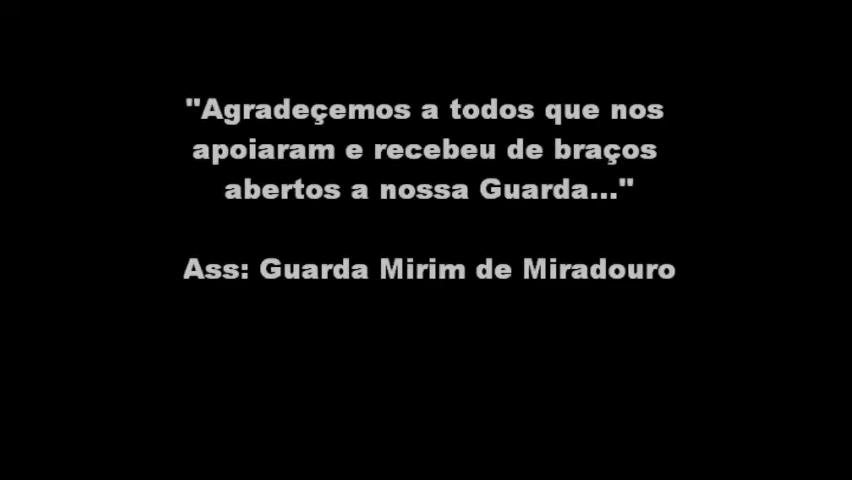 "Agradeçemos a todos que nos
apoiaram e recebeu de braços
abertos a nossa Guarda..."
Ass: Guarda Mirim de Miradouro